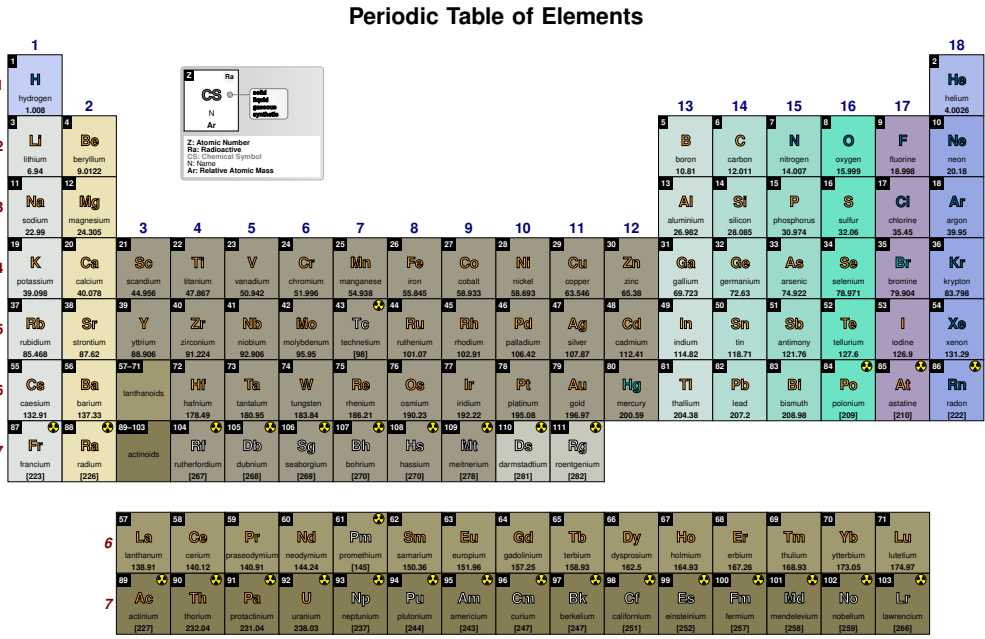 Periodic Table of Elements
1 18
1 2
H He
hydrogen helium
1.008 4.0026
Z Ra
CS
N
Ar
solid
liquid
gaseous
synthetic
Z: Atomic Number
Ra: Radioactive
CS: Chemical Symbol
N: Name
Ar: Relative Atomic Mass
2 13 14 15 16 17
3 4 5 6 7 8 9 10
Li Be B C N O F Ne
lithium beryllium boron carbon nitrogen oxygen fluorine neon
6.94 9.0122 10.81 12.011 14.007 15.999 18.998 20.18
11 12 13 14 15 16 17 18
Na Mg Al Si P S Cl Ar
sodium magnesium aluminium silicon phosphorus sulfur chlorine argon
22.99 24.305 26.982 28.085 30.974 32.06 35.45 39.95
3 4 5 6 7 8 9 10 11 12
19 20 21 22 23 24 25 26 27 28 29 30 31 32 33 34 35 36
K Ca Sc Ti V Cr Mn Fe Co Ni Cu Zn Ga Ge As Se Br Kr
potassium calcium scandium titanium vanadium chromium manganese iron cobalt nickel copper zinc gallium germanium arsenic selenium bromine krypton
39.098 40.078 44.956 47.867 50.942 51.996 54.938 55.845 58.933 58.693 63.546 65.38 69.723 72.63 74.922 78.971 79.904 83.798
37 38 39 40 41 42 43 44 45 46 47 48 49 50 51 52 53 54
Rb Sr Y Zr Nb Mo Tc Ru Rh Pd Ag Cd In Sn Sb Te I Xe
rubidium strontium yttrium zirconium niobium molybdenum technetium ruthenium rhodium palladium silver cadmium indium tin antimony tellurium iodine xenon
85.468 87.62 88.906 91.224 92.906 95.95 [98] 101.07 102.91 106.42 107.87 112.41 114.82 118.71 121.76 127.6 126.9 131.29
55 56 57–71 72 73 74 75 76 77 78 79 80 81 82 83 84 85 86
Cs Ba Hf Ta W Re Os Ir Pt Au Hg Tl Pb Bi Po At Rn
caesium barium lanthanoids hafnium tantalum tungsten rhenium osmium iridium platinum gold mercury thallium lead bismuth polonium astatine radon
132.91 137.33 178.49 180.95 183.84 186.21 190.23 192.22 195.08 196.97 200.59 204.38 207.2 208.98 [209] [210] [222]
87 88 89–103 104 105 106 107 108 109 110 111
Fr Ra Rf Db Sg Bh Hs Mt Ds Rg
francium radium actinoids rutherfordium dubnium seaborgium bohrium hassium meitnerium darmstadtium roentgenium
[223] [226] [267] [268] [269] [270] [270] [278] [281] [282]
57 58 59 60 61 62 63 64 65 66 67 68 69 70 71
6 La Ce Pr Nd Pm Sm Eu Gd Tb Dy Ho Er Tm Yb Lu
lanthanum cerium praseodymium neodymium promethium samarium europium gadolinium terbium dysprosium holmium erbium thulium ytterbium lutetium
138.91 140.12 140.91 144.24 [145] 150.36 151.96 157.25 158.93 162.5 164.93 167.26 168.93 173.05 174.97
89 90 91 92 93 94 95 96 97 98 99 100 101 102 103
7 Ac Th Pa U Np Pu Am Cm Bk Cf Es Fm Md No Lr
actinium thorium protactinium uranium neptunium plutonium americium curium berkelium californium einsteinium fermium mendelevium nobelium lawrencium
[227] 232.04 231.04 238.03 [237] [244] [243] [247] [247] [251] [252] [257] [258] [259] [266]